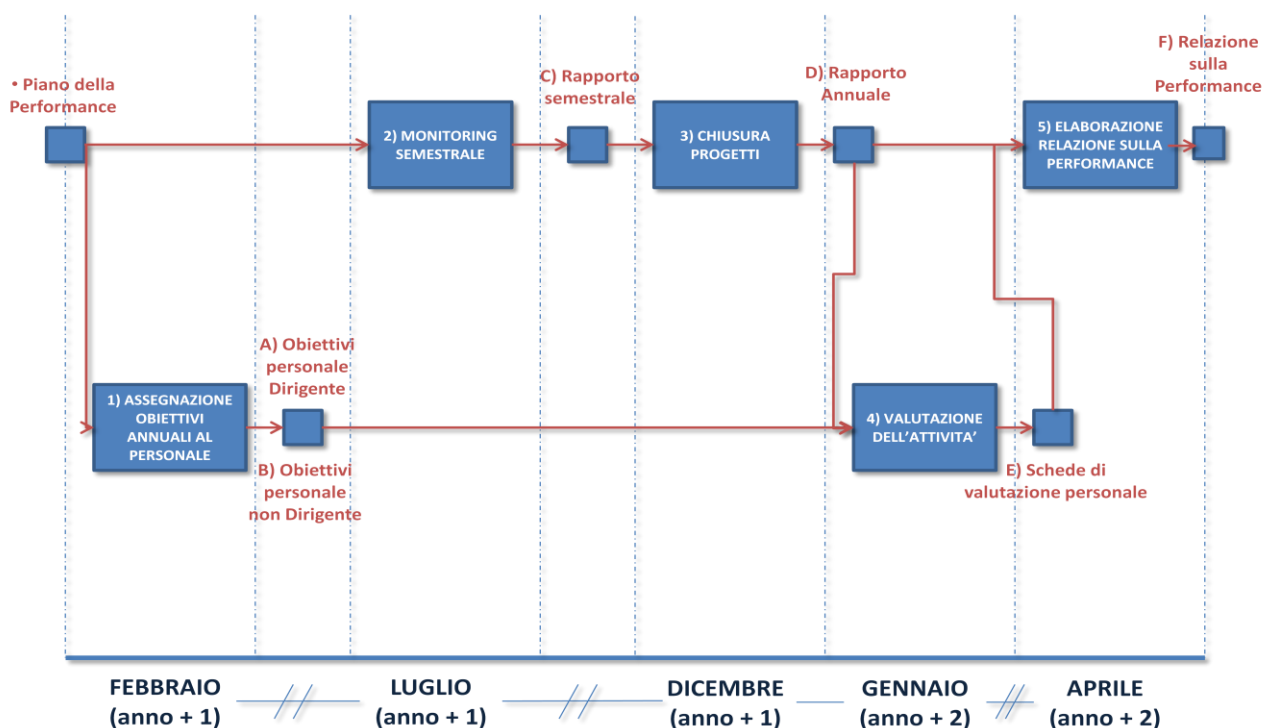 • Piano della
Performance
C) Rapporto
semestrale
D) Rapporto
Annuale
F) Relazione
sulla
Performance
2) MONITORING
SEMESTRALE
3) CHIUSURA
PROGETTI
5) ELABORAZIONE
RELAZIONE SULLA
PERFORMANCE
A) Obiettivi
personale
Dirigente
1) ASSEGNAZIONE
OBIETTIVI
ANNUALI AL
PERSONALE
B) Obiettivi
personale
non Dirigente
4) VALUTAZIONE
DELL’ATTIVITA’
E) Schede di
valutazione personale
FEBBRAIO
(anno + 1)
LUGLIO
(anno + 1)
DICEMBRE
(anno + 1)
GENNAIO
(anno + 2)
APRILE
(anno + 2)